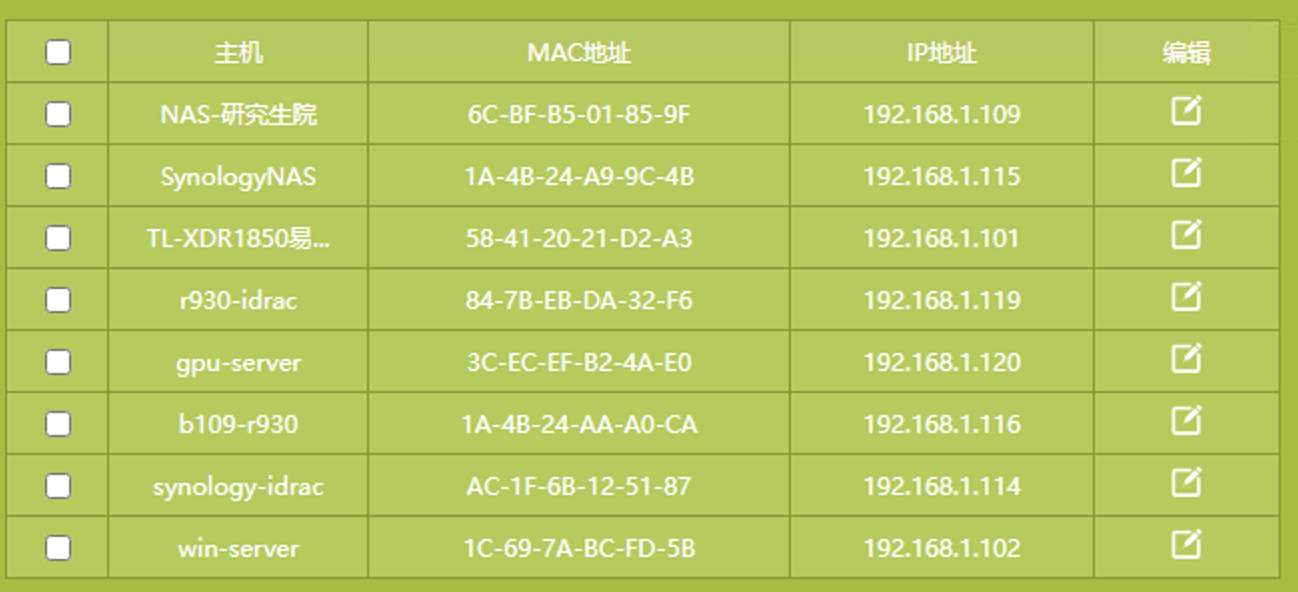 主机 MAC地址 IP地址 编辑
NAS-研究生院 6C-BF-B5-01-85-9F 192.168.1.109
SynologyNAS 1A-4B-24-A9-9C-4B 192.168.1.115
TL-XDR1850易... 58-41-20-21-D2-A3 192.168.1.101
r930-idrac 84-7B-EB-DA-32-F6 192.168.1.119
gpu-server 3C-EC-EF-B2-4A-E0 192.168.1.120
b109-r930 1A-4B-24-AA-A0-CA 192.168.1.116
synology-idrac AC-1F-6B-12-51-87 192.168.1.114
win-server 1C-69-7A-BC-FD-5B 192.168.1.102